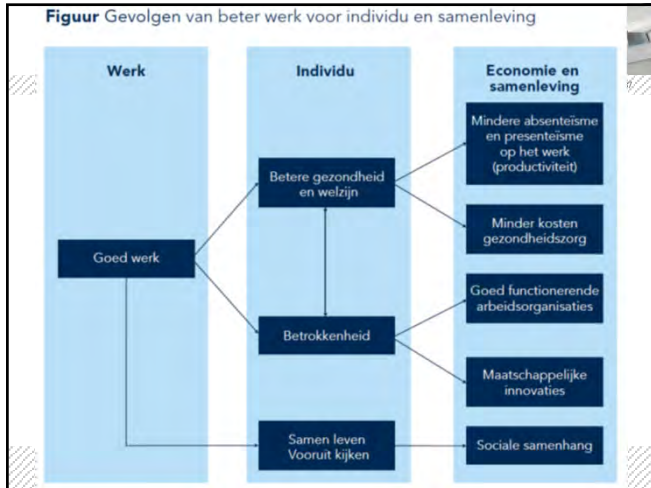 Figuur Gevolgen van beter werk voor individu en samenleving
Werk
Individu
Economie en
samenleving
Mindere absenteïsme
en presenteïsme
op het werk
(productiviteit)
Betere gezondheid
en welzijn
Minder kosten
gezondheidszorg
Goed werk
Goed functionerende
arbeidsorganisaties
Betrokkenheid
Maatschappelijke
innovaties
Samen leven
Vooruit kijken
Sociale samenhang